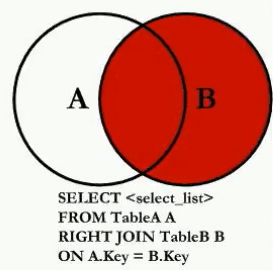 A B
SELECT <select_list>
FROM TableA A
RIGHT JOIN TableB B
ON A.Key = B.Key